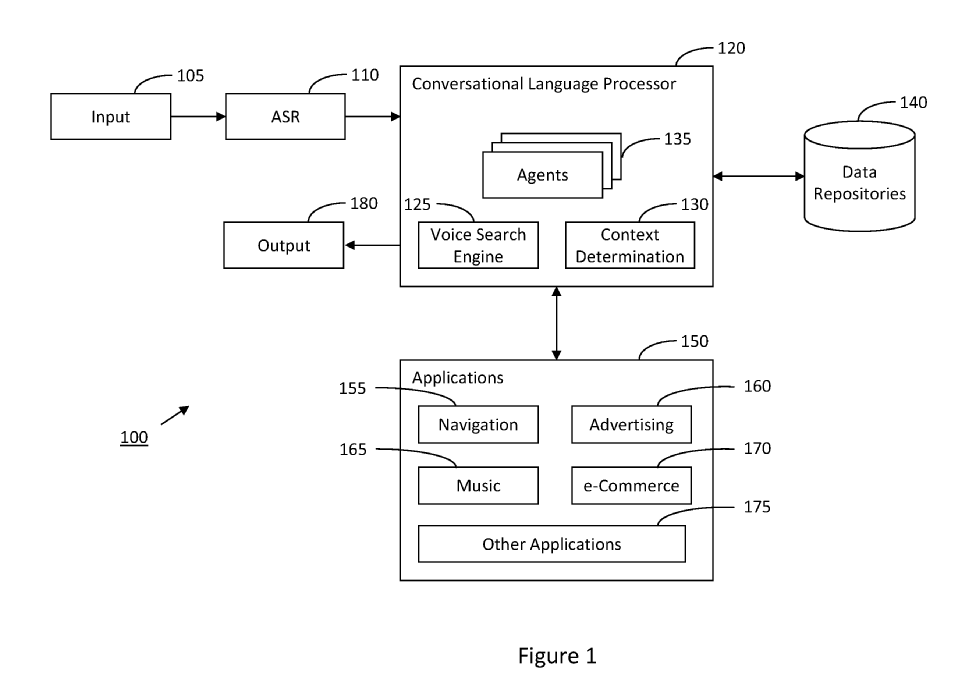 120
105
110
140
Conversational Language Processor
Input
ASR
135
Agents
Data
Repositories
180
125
130
Output
Voice Search
Engine
Context
Determination
150
Applications
155
160
Navigation
Advertising
100
165
170
Music
e-Commerce
175
Other Applications
Figure 1